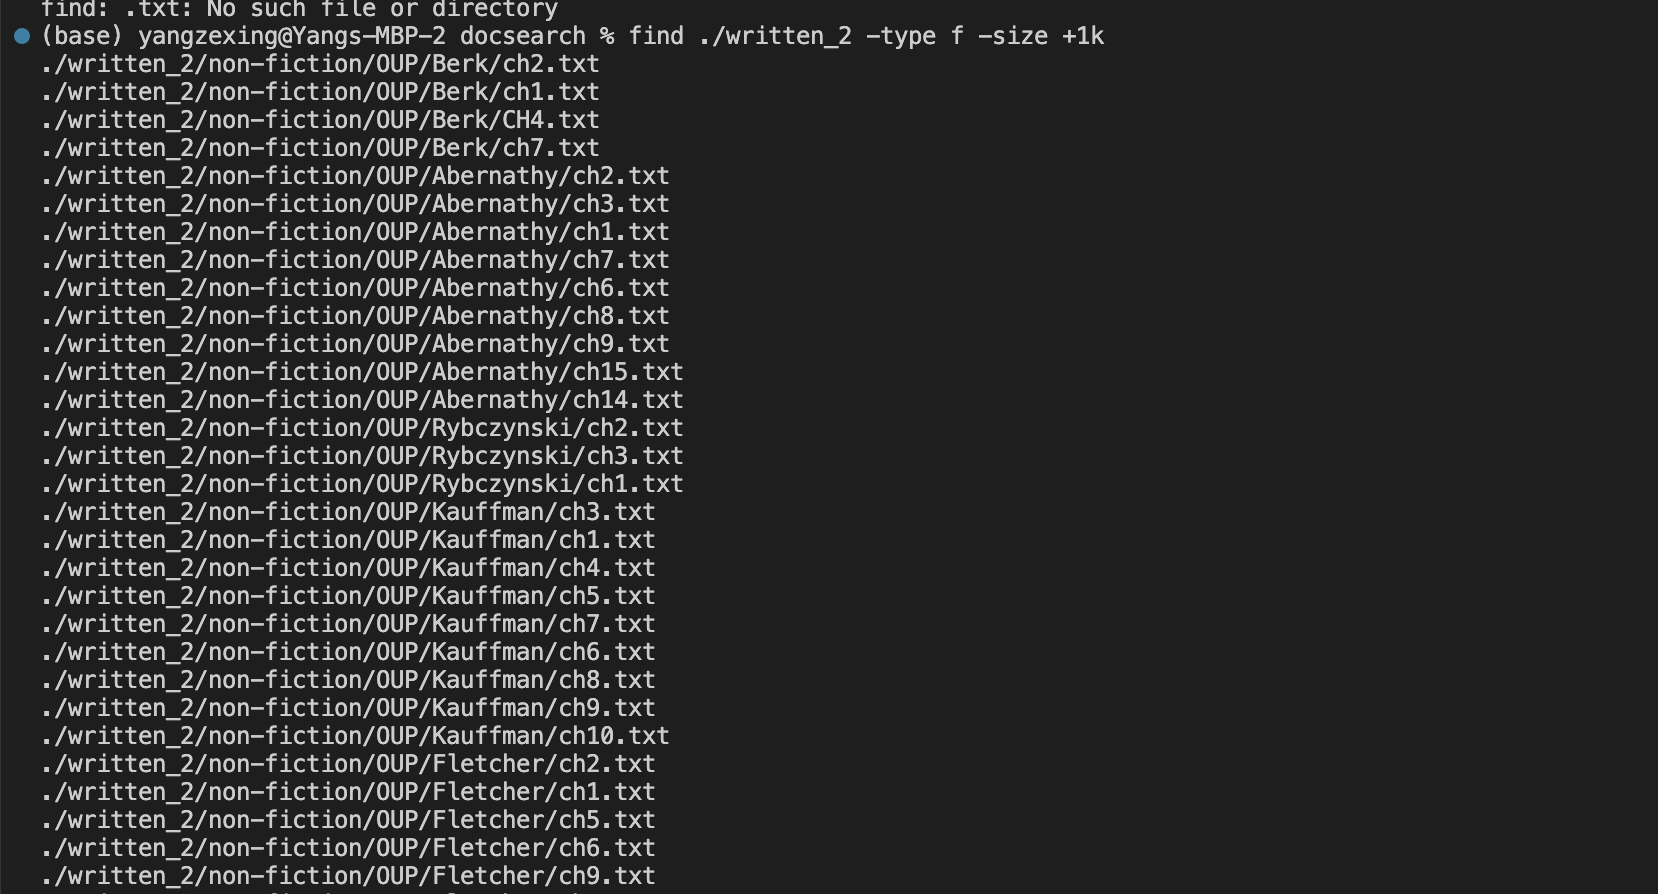 find: .txt: No such file or directory
(base) yangzexing@Yangs-MBP-2 docsearch % find ./written_2 -type f -size +1k
./written_2/non-fiction/OUP/Berk/ch2.txt
./written_2/non-fiction/OUP/Berk/ch1.txt
./written_2/non-fiction/OUP/Berk/CH4.txt
./written_2/non-fiction/OUP/Berk/ch7.txt
./written_2/non-fiction/OUP/Abernathy/ch2.txt
./written_2/non-fiction/OUP/Abernathy/ch3.txt
./written_2/non-fiction/OUP/Abernathy/ch1.txt
./written_2/non-fiction/OUP/Abernathy/ch7.txt
./written_2/non-fiction/OUP/Abernathy/ch6.txt
./written_2/non-fiction/OUP/Abernathy/ch8.txt
./written_2/non-fiction/OUP/Abernathy/ch9.txt
./written_2/non-fiction/OUP/Abernathy/ch15.txt
./written_2/non-fiction/OUP/Abernathy/ch14.txt
./written_2/non-fiction/OUP/Rybczynski/ch2.txt
./written_2/non-fiction/OUP/Rybczynski/ch3.txt
./written_2/non-fiction/OUP/Rybczynski/ch1.txt
./written_2/non-fiction/OUP/Kauffman/ch3.txt
./written_2/non-fiction/OUP/Kauffman/ch1.txt
./written_2/non-fiction/OUP/Kauffman/ch4.txt
./written_2/non-fiction/OUP/Kauffman/ch5.txt
./written_2/non-fiction/OUP/Kauffman/ch7.txt
./written_2/non-fiction/OUP/Kauffman/ch6.txt
./written_2/non-fiction/OUP/Kauffman/ch8.txt
./written_2/non-fiction/OUP/Kauffman/ch9.txt
./written_2/non-fiction/OUP/Kauffman/ch10.txt
./written_2/non-fiction/OUP/Fletcher/ch2.txt
./written_2/non-fiction/OUP/Fletcher/ch1.txt
./written_2/non-fiction/OUP/Fletcher/ch5.txt
./written_2/non-fiction/OUP/Fletcher/ch6.txt
./written_2/non-fiction/OUP/Fletcher/ch9.txt